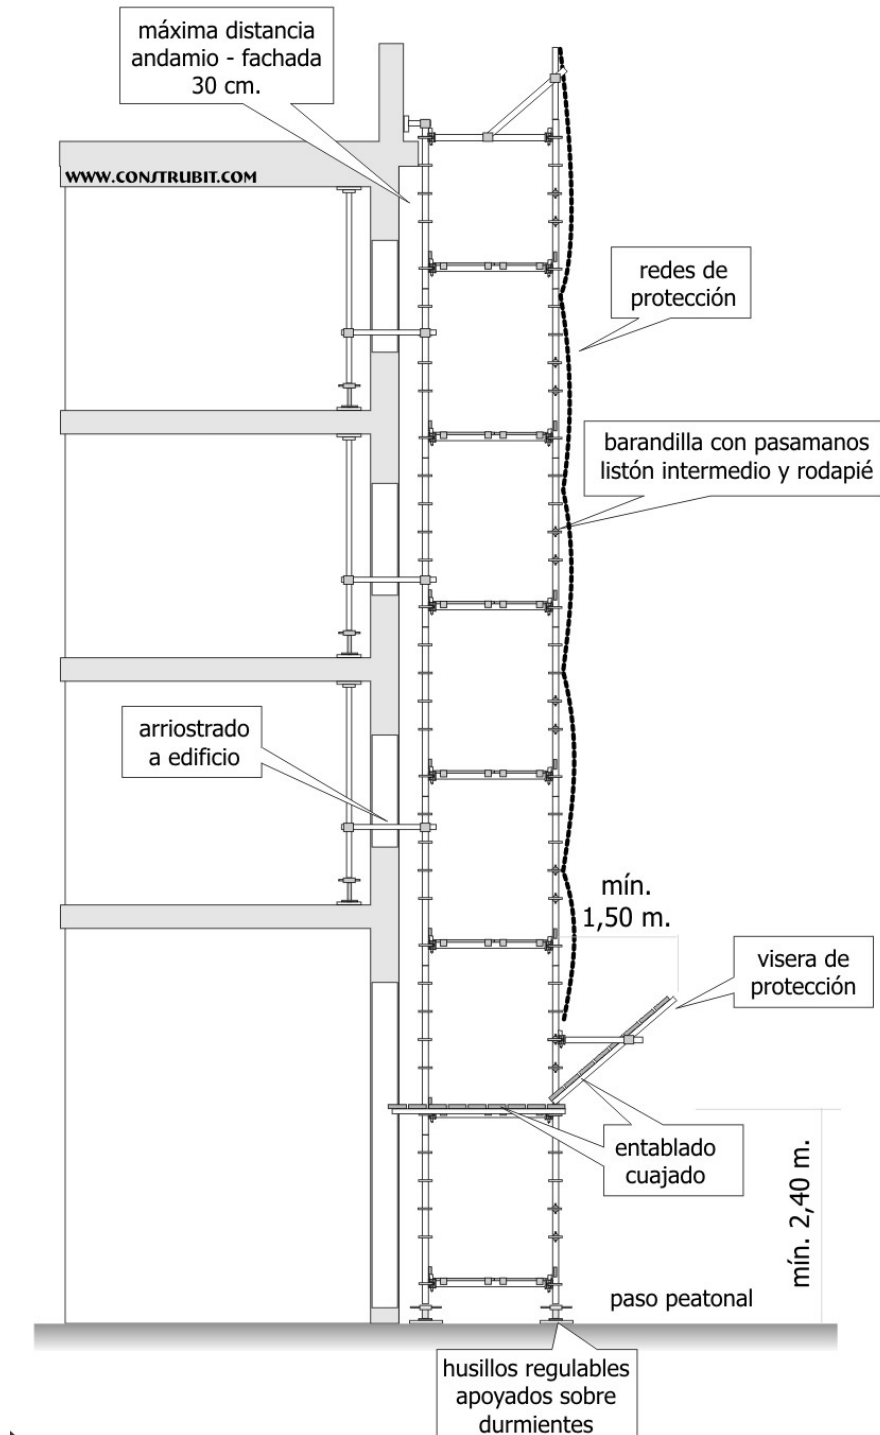 máxima distancia
andamio - fachada
30 cm.
WWW.CONSTRUBIT.COM
redes de
protección
barandilla con pasamanos
listón intermedio y rodapié
arriostrado
a edificio
mín.
1,50 m.
visera de
protección
entablado
cuajado
mín. 2,40 m.
paso peatonal
husillos regulables
apoyados sobre
durmientes